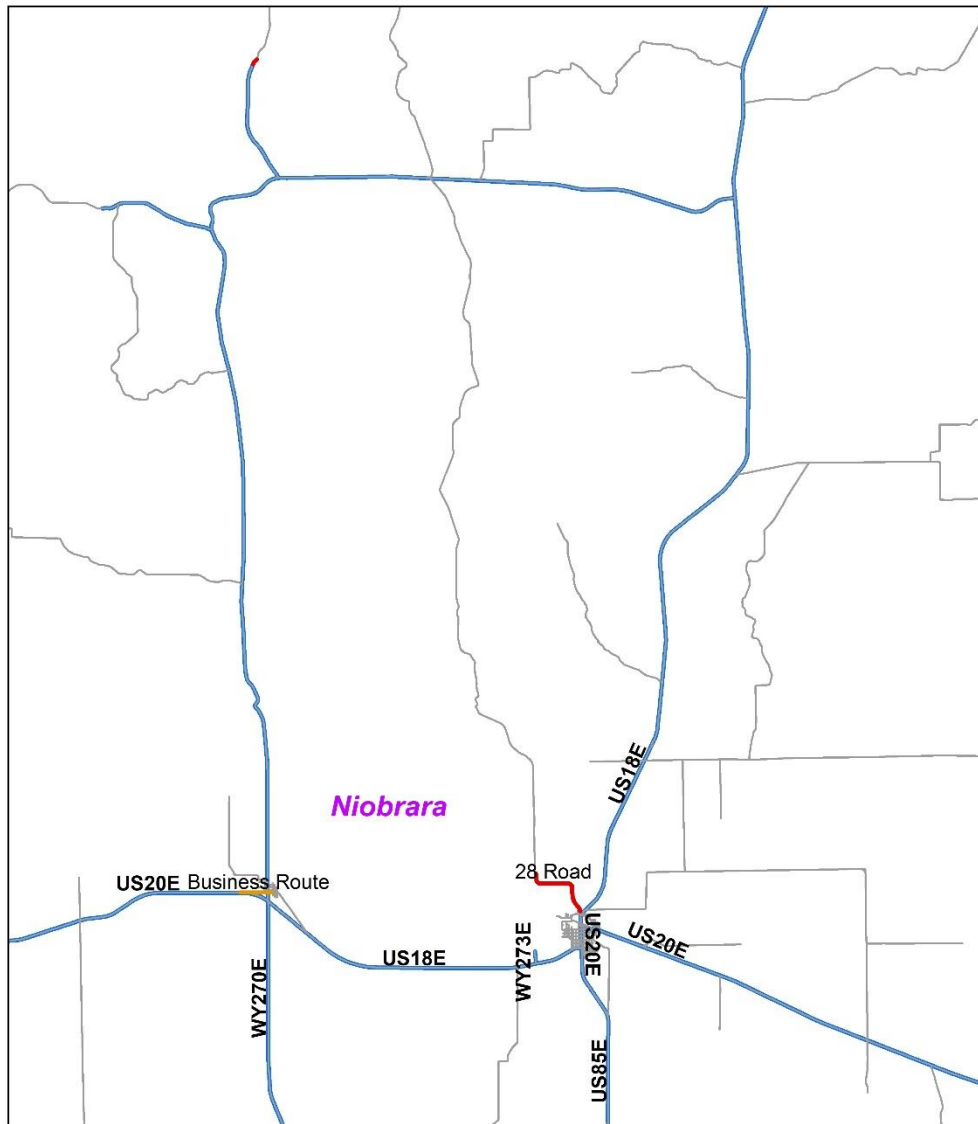 US18E
Niobrara
28 Road
US20E
Business Route
US20E
US20E
WY273E
US18E
WY270E
US85E